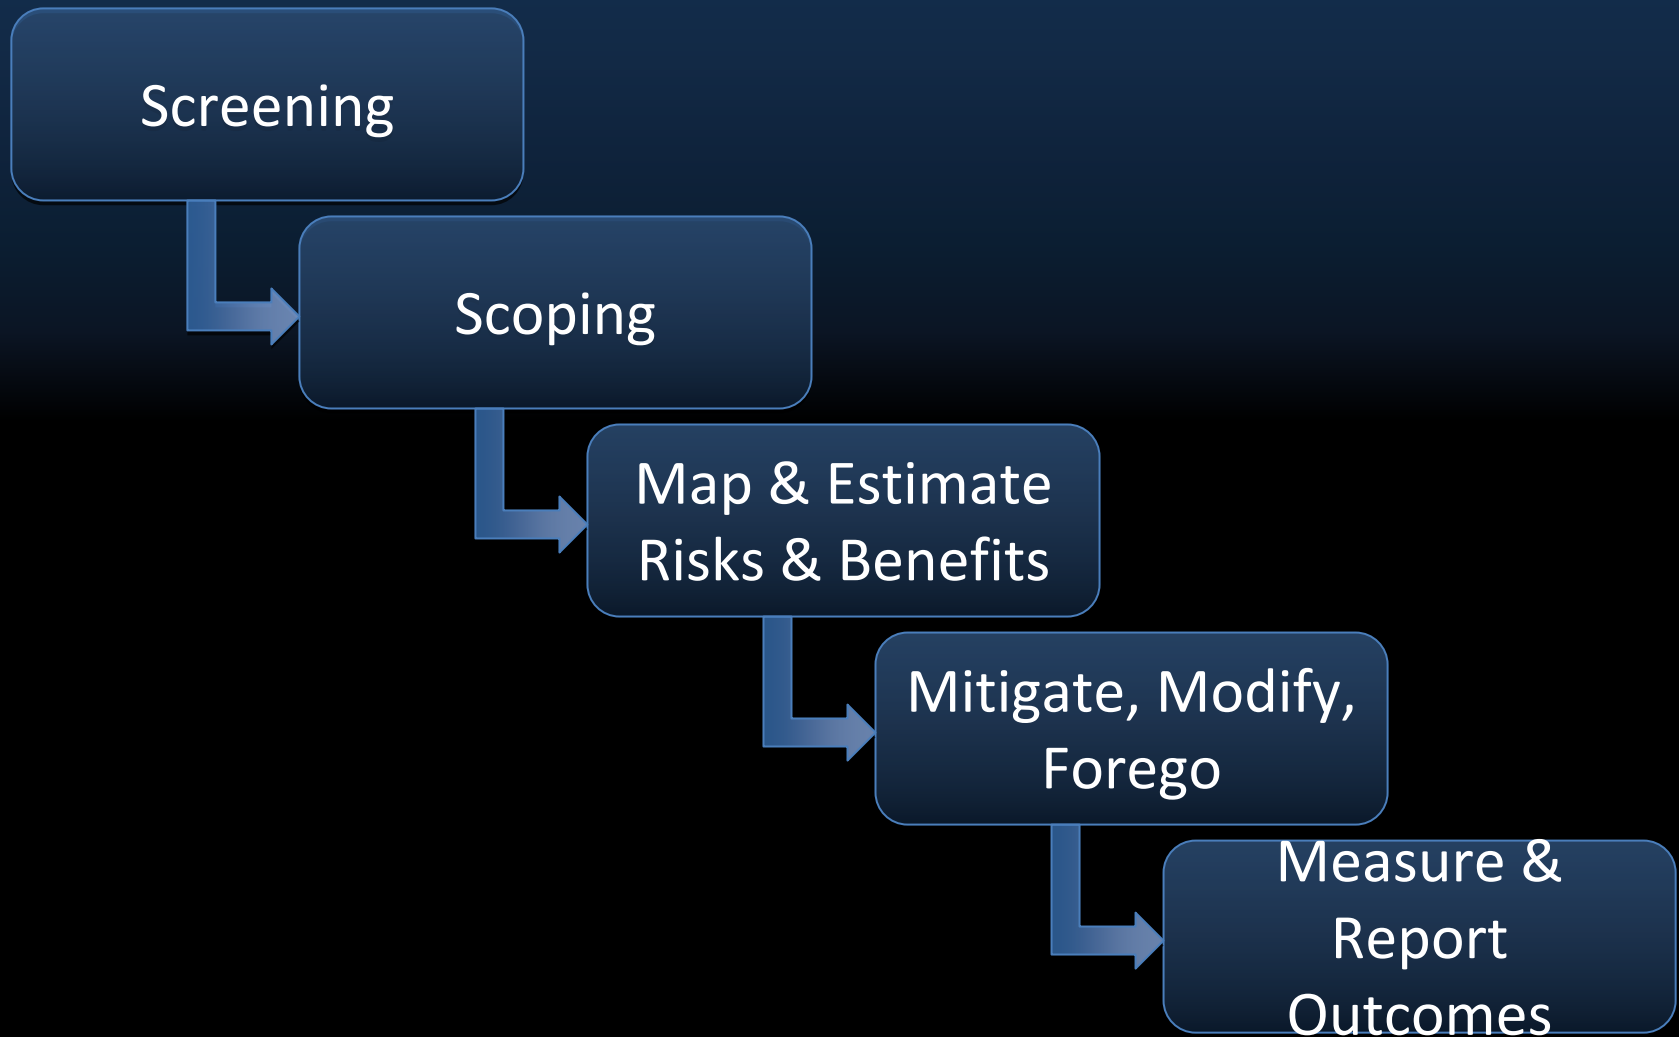 Screening
Scoping
Map & Estimate
Risks & Benefits
Mitigate, Modify,
Forego
Measure &
Report
Outcomes